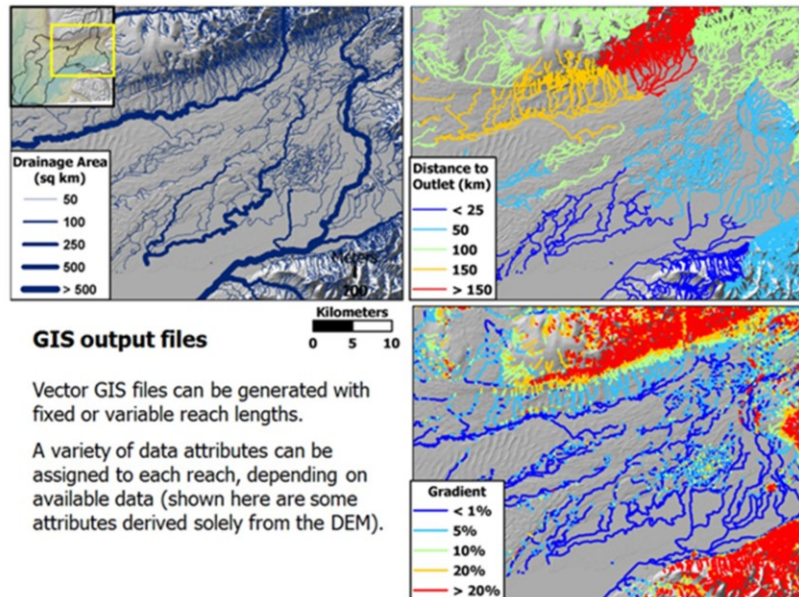 Drainage Area
(sq km)
50
100
250
500
> 500
Meters
100
Distance to
Outlet (km)
< 25
50
100
150
> 150
Kilometers
0 5 10
GIS output files
Vector GIS files can be generated with
fixed or variable reach lengths.
A variety of data attributes can be
assigned to each reach, depending on
available data (shown here are some
attributes derived solely from the DEM).
Gradient
< 1%
5%
10%
20%
> 20%